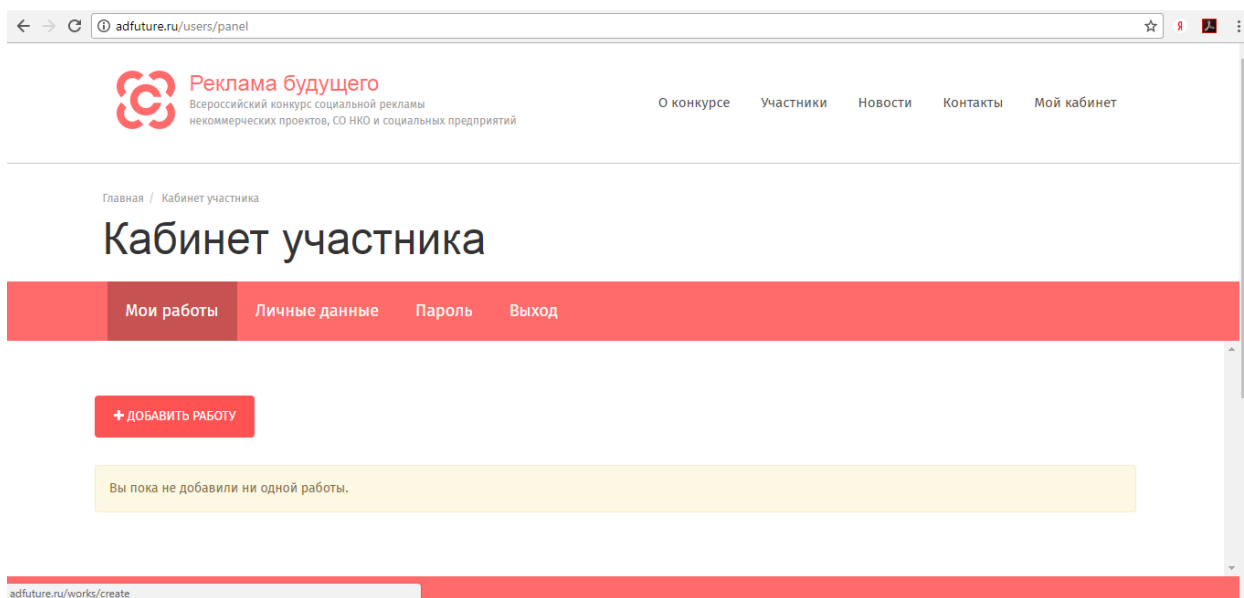 adfuture.ru/users/panel
Я
Реклама будущего
Всероссийский конкурс социальной рекламы
некоммерческих проектов, СО НКО и социальных предприятий
О конкурсе Участники Новости Контакты Мой кабинет
Главная / Кабинет участника
Кабинет участника
Мои работы Личные данные Пароль Выход
+ ДОБАВИТЬ РАБОТУ
Вы пока не добавили ни одной работы.
adfuture.ru/works/create